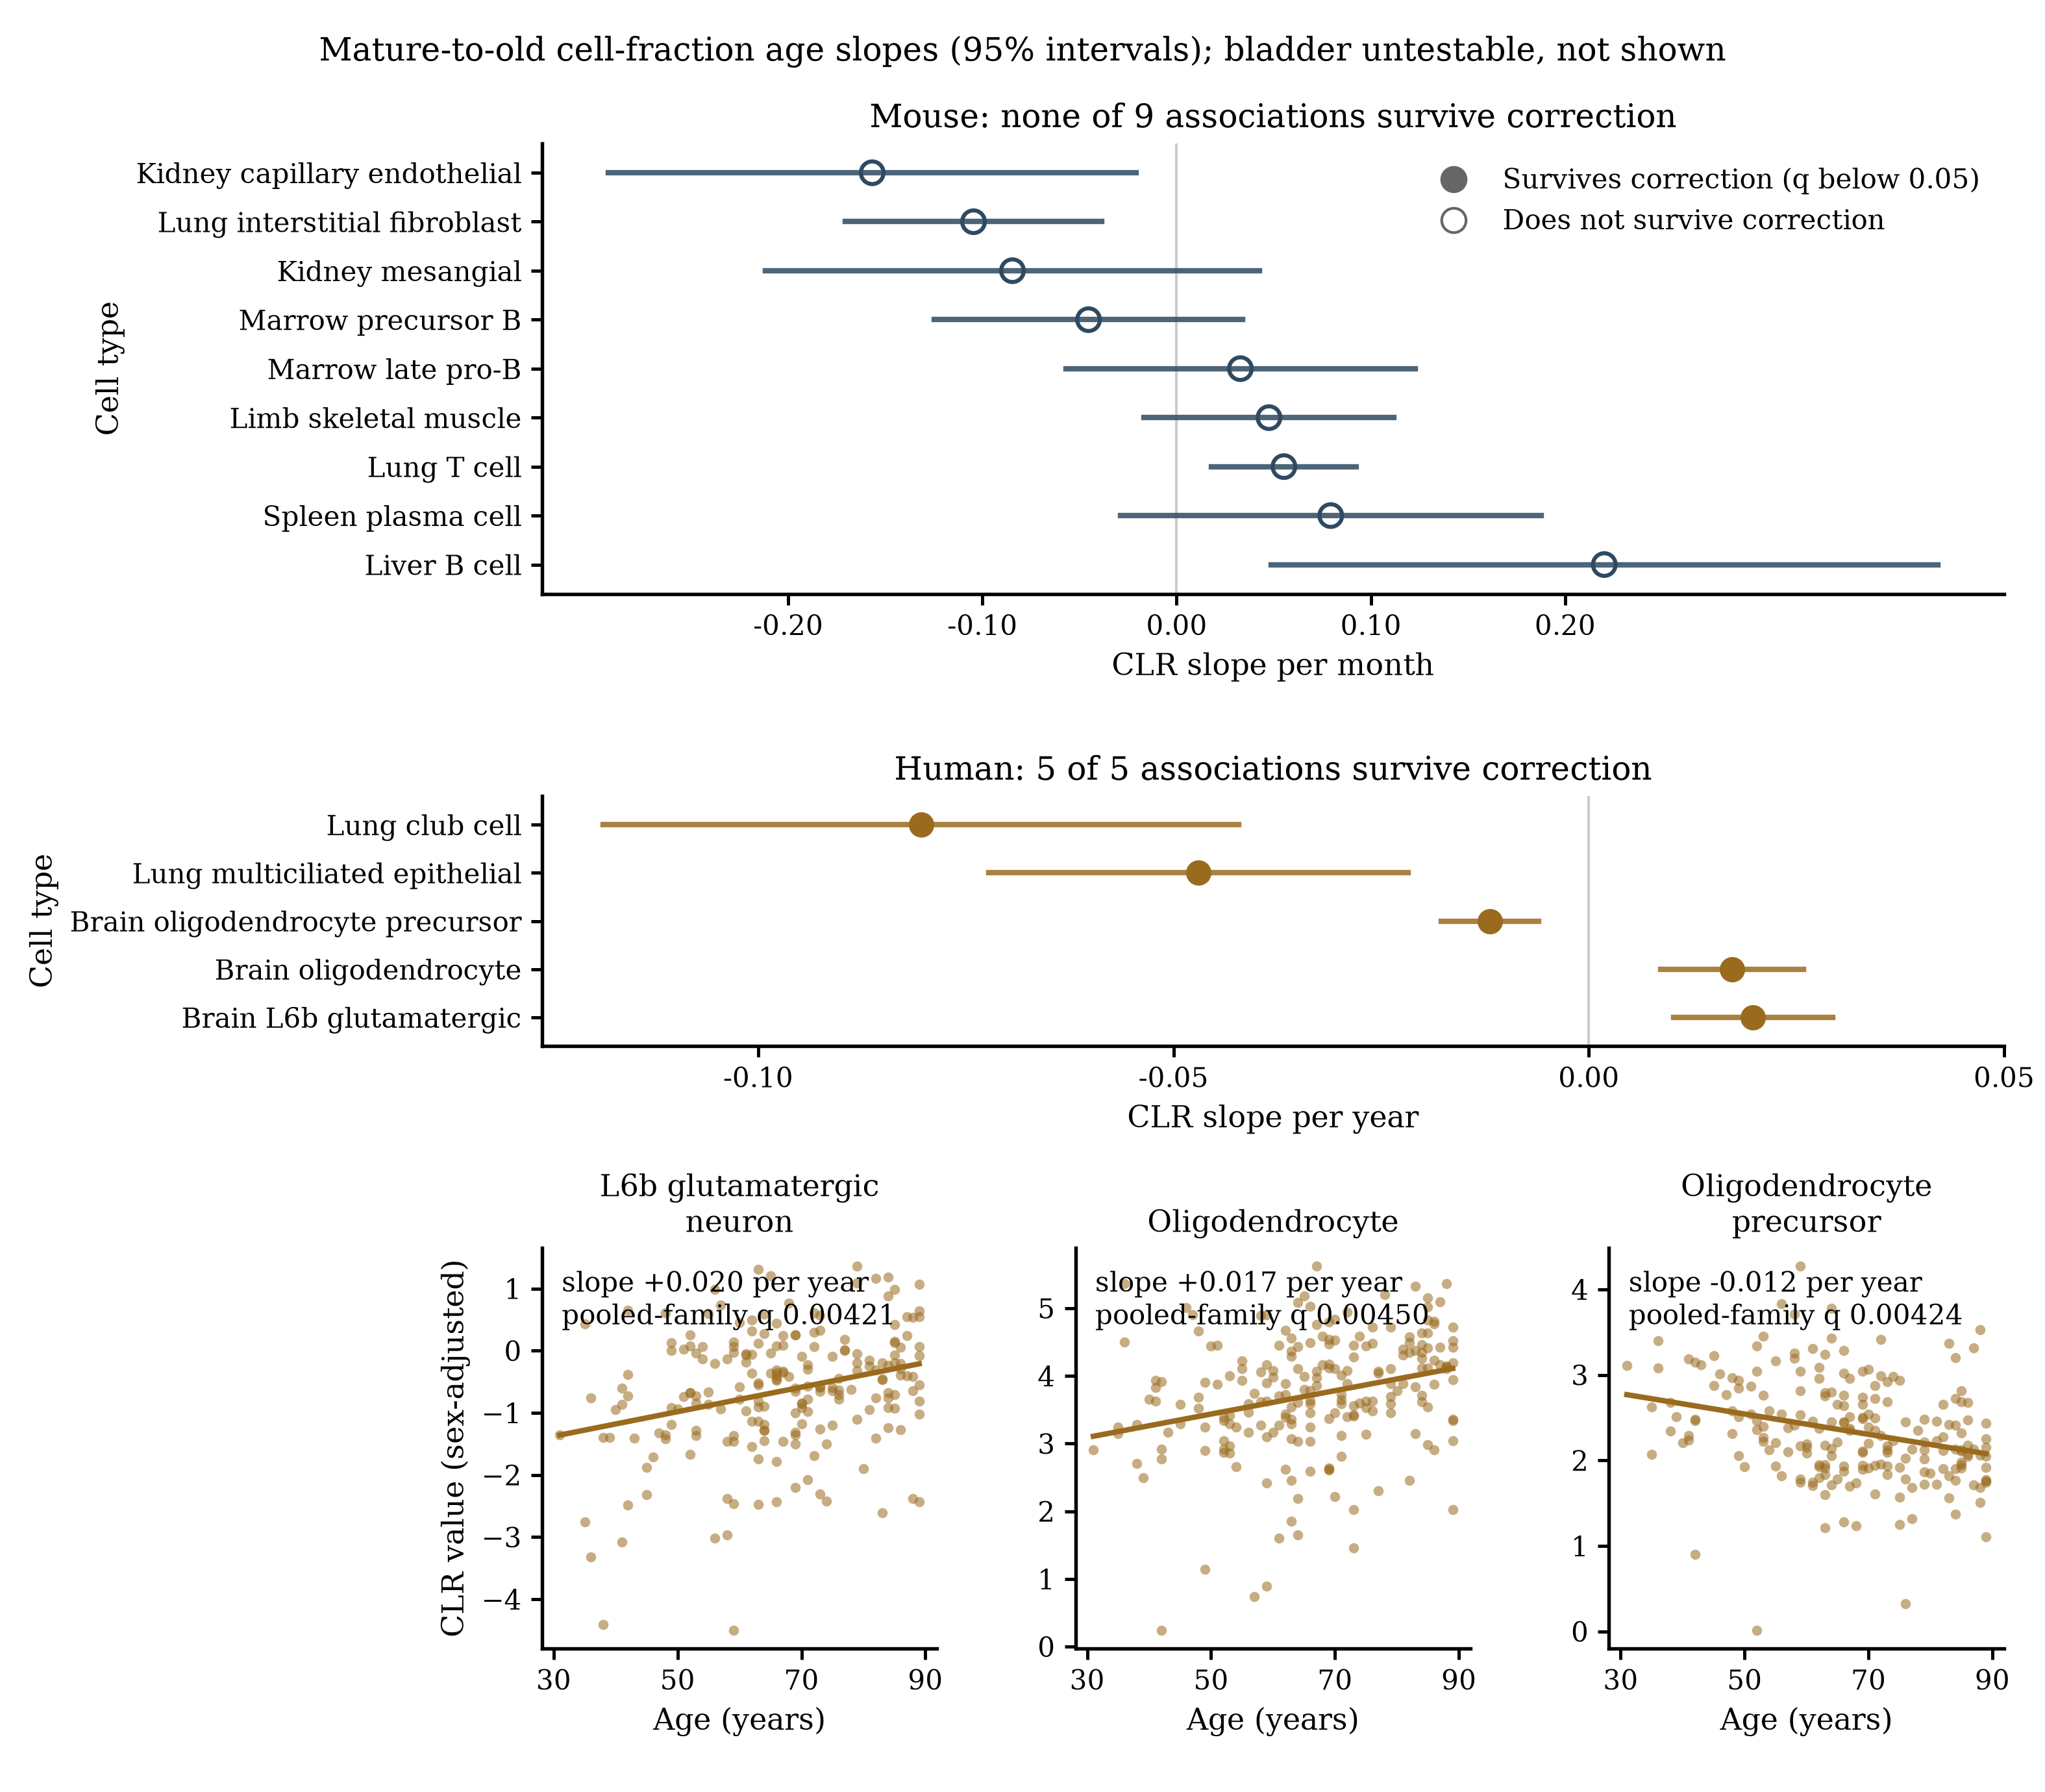 Mature-to-old cell-fraction age slopes (95% intervals); bladder untestable, not shown
Mouse: none of 9 associations survive correction
Cell type
Kidney capillary endothelial
Lung interstitial fibroblast
Kidney mesangial
Marrow precursor B
Marrow late pro-B
Limb skeletal muscle
Lung T cell
Spleen plasma cell
Liver B cell
Survives correction (q below 0.05)
Does not survive correction
-0.20 -0.10 0.00 0.10 0.20
CLR slope per month
Human: 5 of 5 associations survive correction
Cell type
Lung club cell
Lung multiciliated epithelial
Brain oligodendrocyte precursor
Brain oligodendrocyte
Brain L6b glutamatergic
-0.10 -0.05 0.00 0.05
CLR slope per year
L6b glutamatergic
neuron
CLR value (sex-adjusted)
slope +0.020 per year
pooled-family q 0.00421
1
0
−1
−2
−3
−4
30 50 70 90
Age (years)
Oligodendrocyte
slope +0.017 per year
pooled-family q 0.00450
5
4
3
2
1
0
30 50 70 90
Age (years)
Oligodendrocyte
precursor
slope -0.012 per year
pooled-family q 0.00424
4
3
2
1
0
30 50 70 90
Age (years)